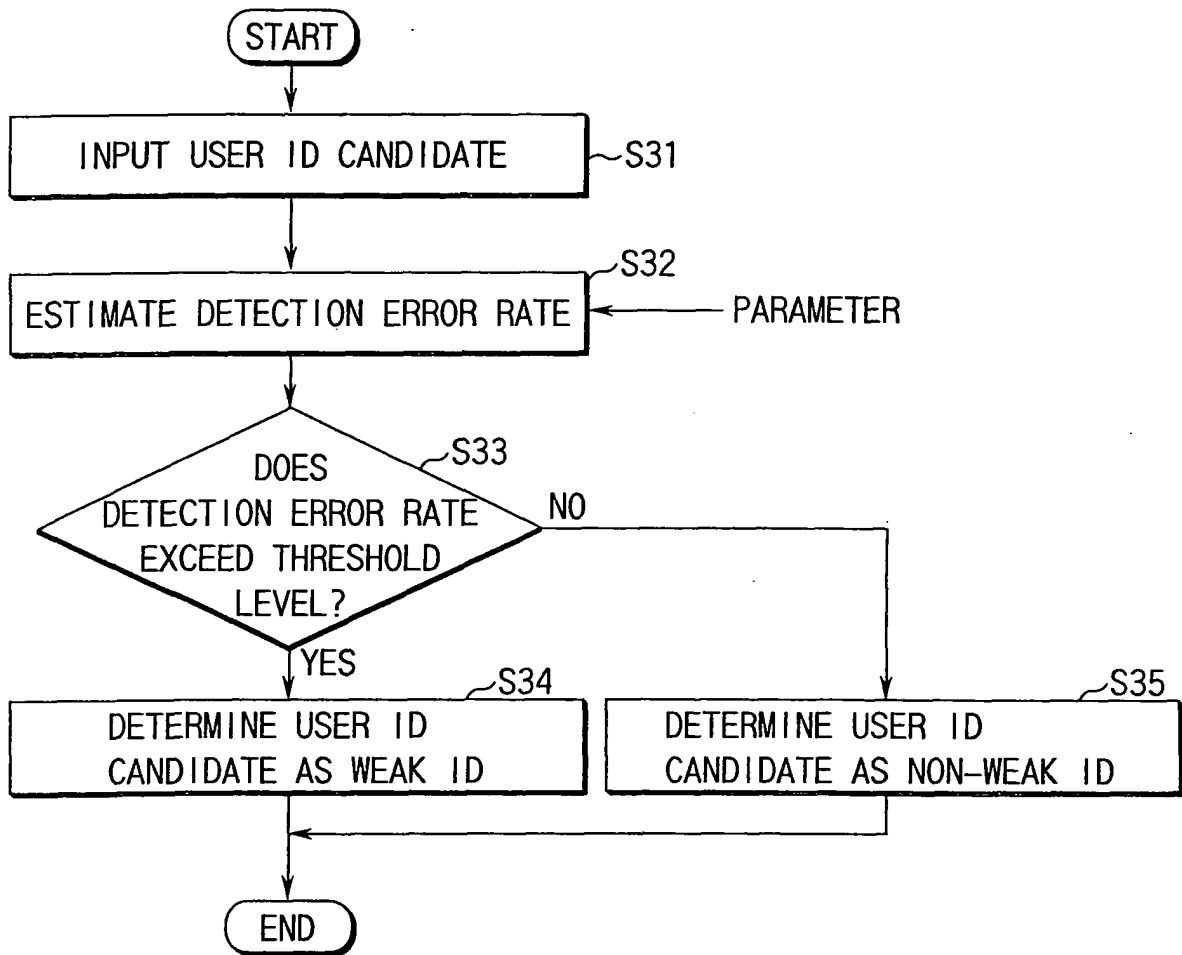 START
INPUT USER ID CANDIDATE
S31
S32
ESTIMATE DETECTION ERROR RATE
PARAMETER
S33
DOES
DETECTION ERROR RATE
EXCEED THRESHOLD
LEVEL?
NO
YES
S34
DETERMINE USER ID
CANDIDATE AS WEAK ID
S35
DETERMINE USER ID
CANDIDATE AS NON-WEAK ID
END